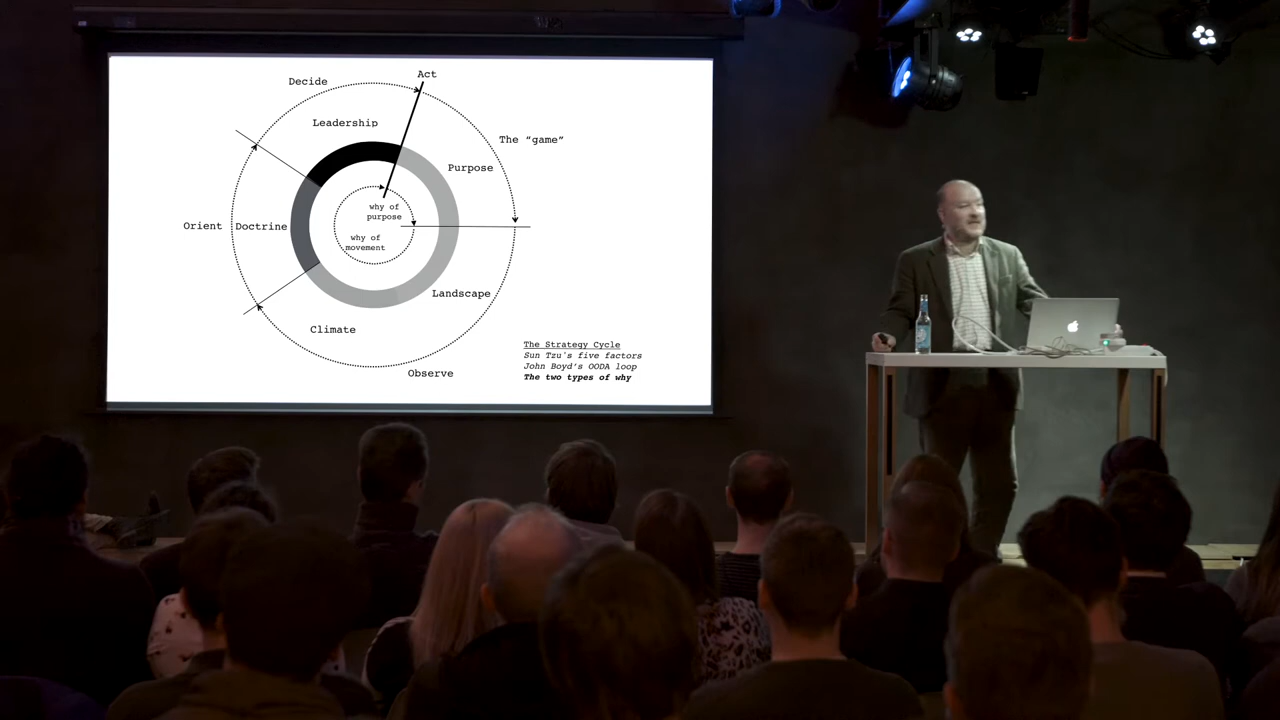 Decide
Act
Leadership
The “game”
Purpose
why of
purpose
Orient
Doctrine
why of
movement
Landscape
Climate
The Strategy Cycle
Sun Tzu's five factors
John Boyd's OODA loop
The two types of why
Observe